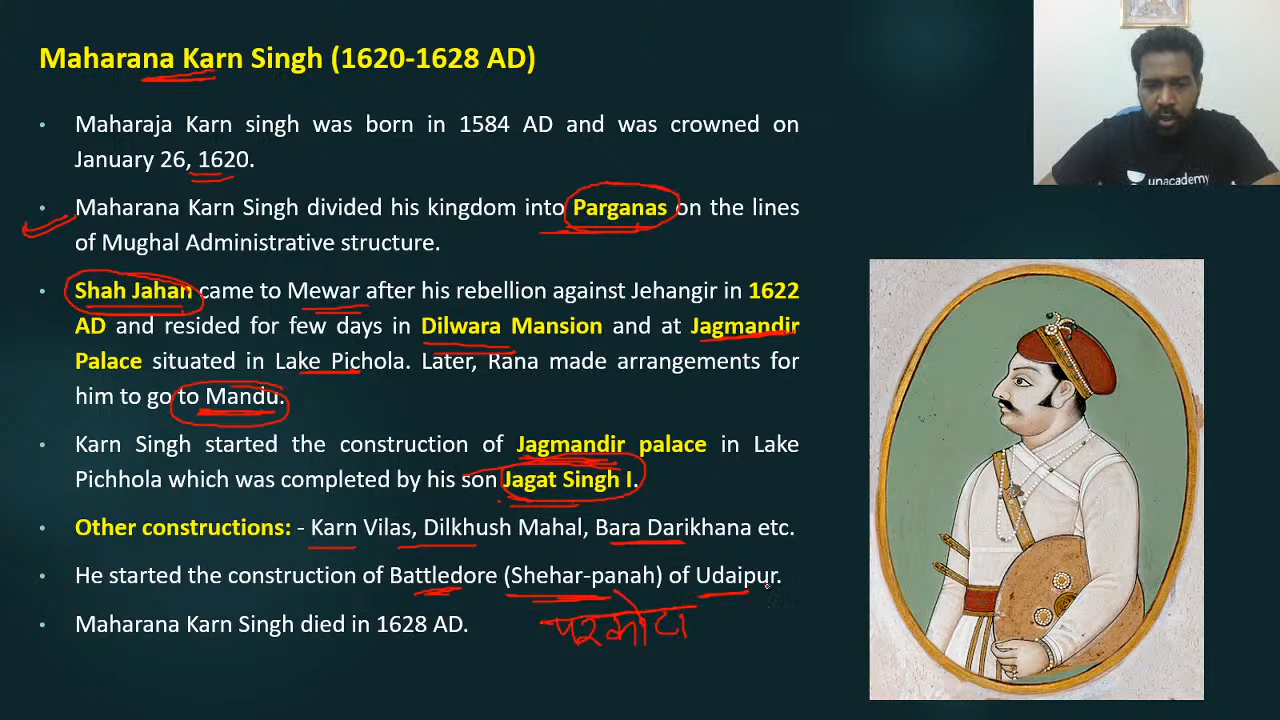 Maharana Karn Singh (1620-1628 AD)
• Maharaja Karn singh was born in 1584 AD and was crowned on
January 26, 1620.
• Maharana Karn Singh divided his kingdom into Parganas on the lines
of Mughal Administrative structure.
• Shah Jahan came to Mewar after his rebellion against Jehangir in 1622
AD and resided for few days in Dilwara Mansion and at Jagmandir
Palace situated in Lake Pichola. Later, Rana made arrangements for
him to go to Mandu.
• Karn Singh started the construction of Jagmandir palace in Lake
Pichhola which was completed by his son Jagat Singh I.
• Other constructions: - Karn Vilas, Dilkhush Mahal, Bara Darikhana etc.
• He started the construction of Battledore (Shehar-panah) of Udaipur.
परकोटा
• Maharana Karn Singh died in 1628 AD.
unacademy